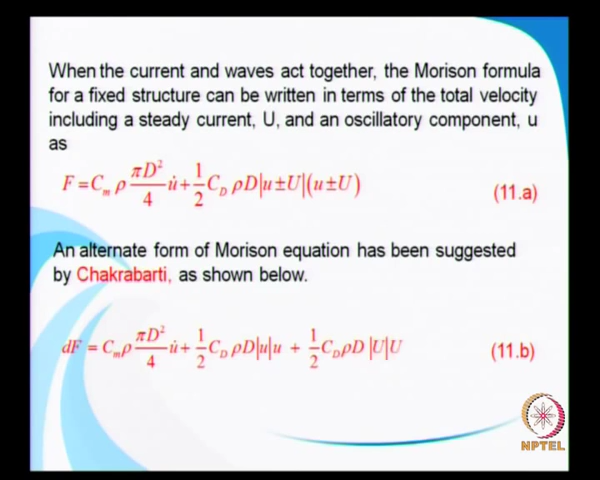 When the current and waves act together, the Morison formula
for a fixed structure can be written in terms of the total velocity
including a steady current, U, and an oscillatory component, u
as
F = C_m ρ πD²/4 u̇ + 1/2 C_D ρD|u±U|(u±U) (11.a)
An alternate form of Morison equation has been suggested
by Chakrabarti, as shown below.
dF = C_m ρ πD²/4 u̇ + 1/2 C_D ρD|u|u + 1/2 C_D ρD |U|U (11.b)
NPTEL